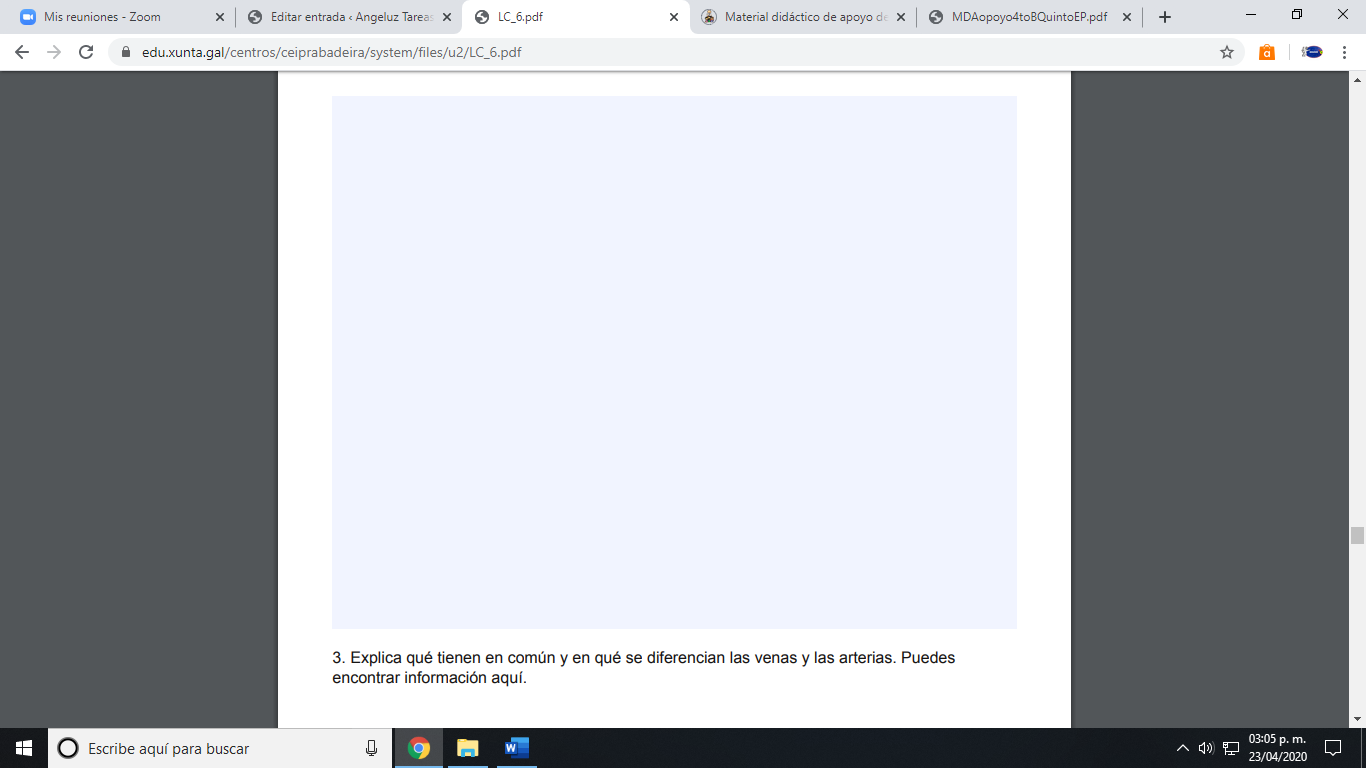 Mis reuniones - Zoom
Editar entrada ‹ Angeluz Tareas
LC_6.pdf
Material didáctico de apoyo de
MDAopoyo4toBQuintoEP.pdf
edu.xunta.gal/centros/ceiprabadeira/system/files/u2/LC_6.pdf
3. Explica qué tienen en común y en qué se diferencian las venas y las arterias. Puedes
encontrar información aquí.
Escribe aquí para buscar
03:05 p. m.
23/04/2020